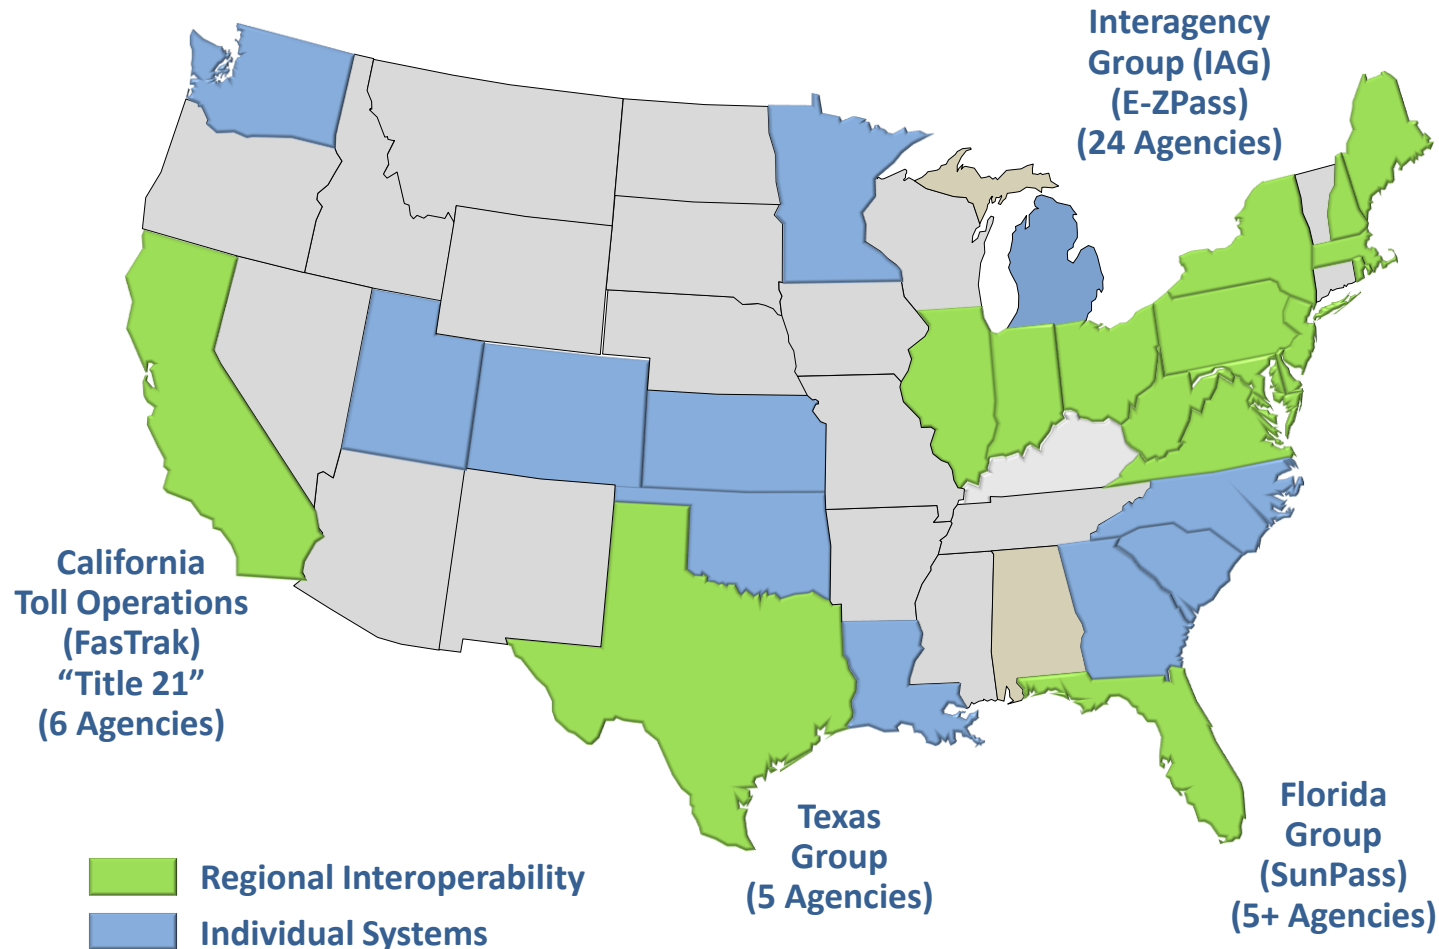 Interagency
Group (IAG)
(E-ZPass)
(24 Agencies)
California
Toll Operations
(FasTrak)
“Title 21”
(6 Agencies)
Texas
Group
(5 Agencies)
Florida
Group
(SunPass)
(5+ Agencies)
Regional Interoperability
Individual Systems